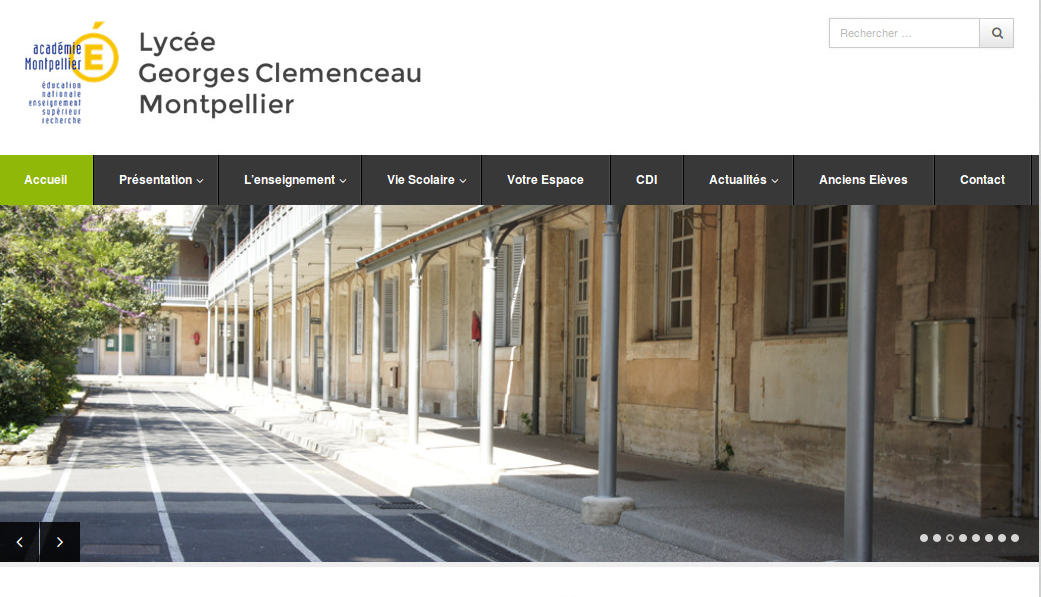 académie
Montpellier
éducation
nationale
enseignement
supérieur
recherche
Lycée
Georges Clemenceau
Montpellier
Rechercher …
Accueil
Présentation
L'enseignement
Vie Scolaire
Votre Espace
CDI
Actualités
Anciens Elèves
Contact